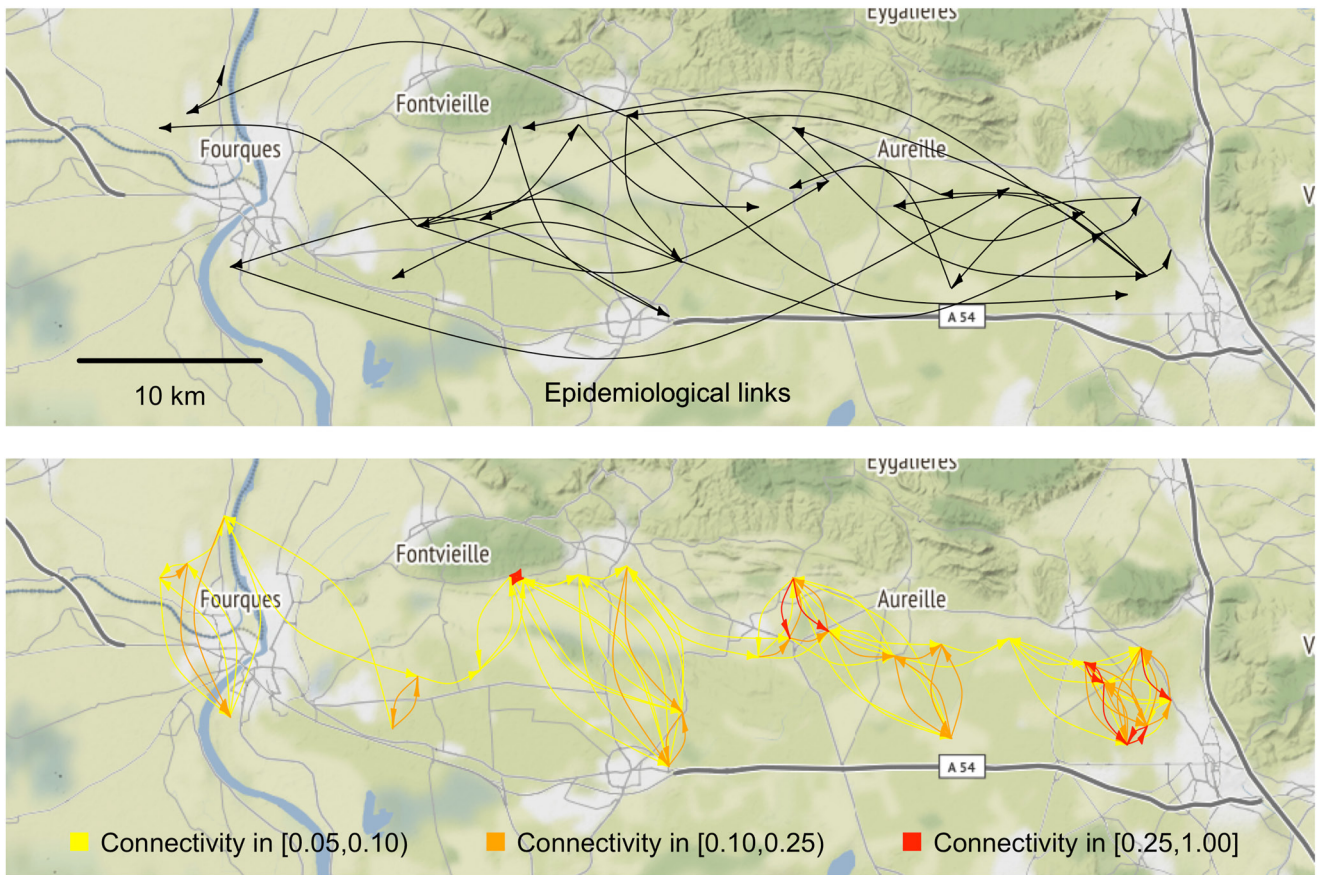 Eygalières
Fontvieille
Fourques
Aureille
V
A 54
10 km
Epidemiological links
Eygalières
Fontvieille
Fourques
Aureille
V
A 54
Connectivity in [0.05,0.10)
Connectivity in [0.10,0.25)
Connectivity in [0.25,1.00]